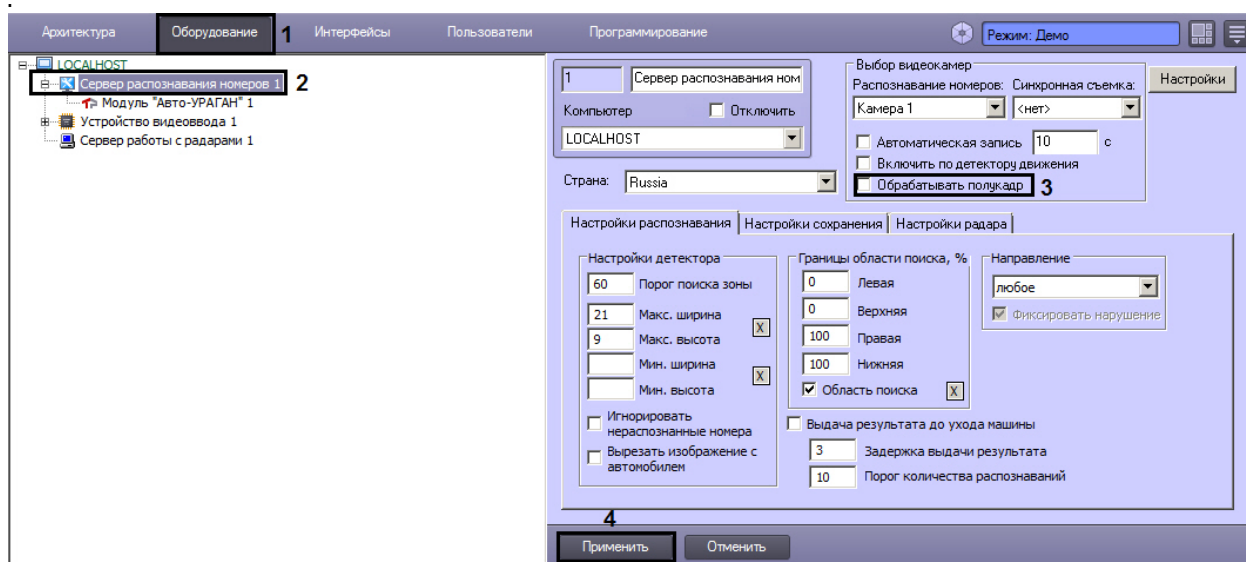 .
Архитектура Оборудование 1 Интерфейсы Пользователи Программирование Режим: Демо
LOCALHOST
Сервер распознавания номеров 1 2
Модуль "Авто-УРАГАН" 1
Устройство видеоввода 1
Сервер работы с радарами 1
1 Сервер распознавания ном
Компьютер Отключить
LOCALHOST
Страна: Russia
Выбор видеокамер
Распознавание номеров: Синхронная съемка:
Камера 1 <нет>
Автоматическая запись 10 с
Включить по детектору движения
Обрабатывать полукадр 3
Настройки
Настройки распознавания Настройки сохранения Настройки радара
Настройки детектора
60 Порог поиска зоны
21 Макс. ширина
X
9 Макс. высота
Мин. ширина
X
Мин. высота
Игнорировать
нераспознанные номера
Вырезать изображение с
автомобилем
Границы области поиска, %
0 Левая
0 Верхняя
100 Правая
100 Нижняя
Область поиска X
Направление
любое
Фиксировать нарушение
Выдача результата до ухода машины
3 Задержка выдачи результата
10 Порог количества распознаваний
4
Применить Отменить